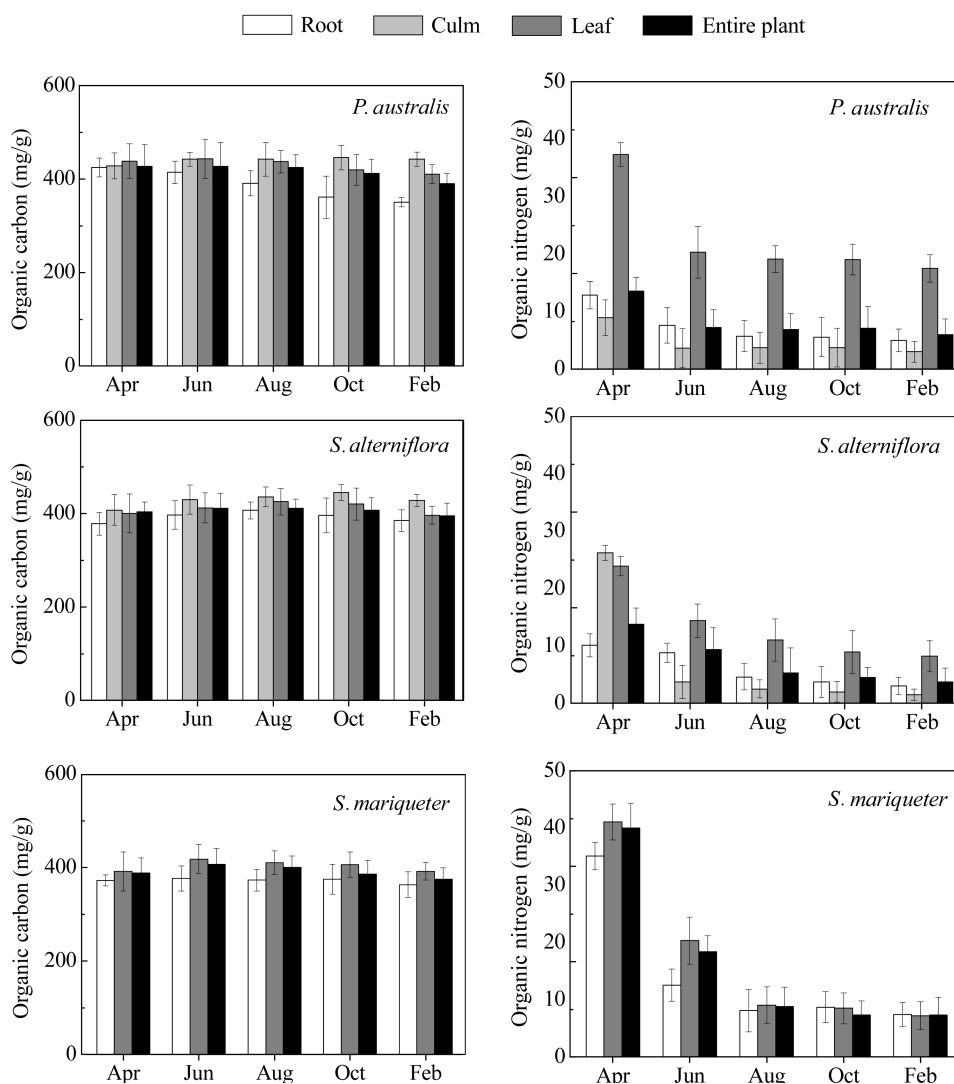 Root Culm Leaf Entire plant
600
400
200
0
Organic carbon (mg/g)
P. australis
Apr Jun Aug Oct Feb
50
40
30
20
10
0
Organic nitrogen (mg/g)
P. australis
Apr Jun Aug Oct Feb
600
400
200
0
Organic carbon (mg/g)
S. alterniflora
Apr Jun Aug Oct Feb
50
40
30
20
10
0
Organic nitrogen (mg/g)
S. alterniflora
Apr Jun Aug Oct Feb
600
400
200
0
Organic carbon (mg/g)
S. mariqueter
Apr Jun Aug Oct Feb
50
40
30
20
10
0
Organic nitrogen (mg/g)
S. mariqueter
Apr Jun Aug Oct Feb